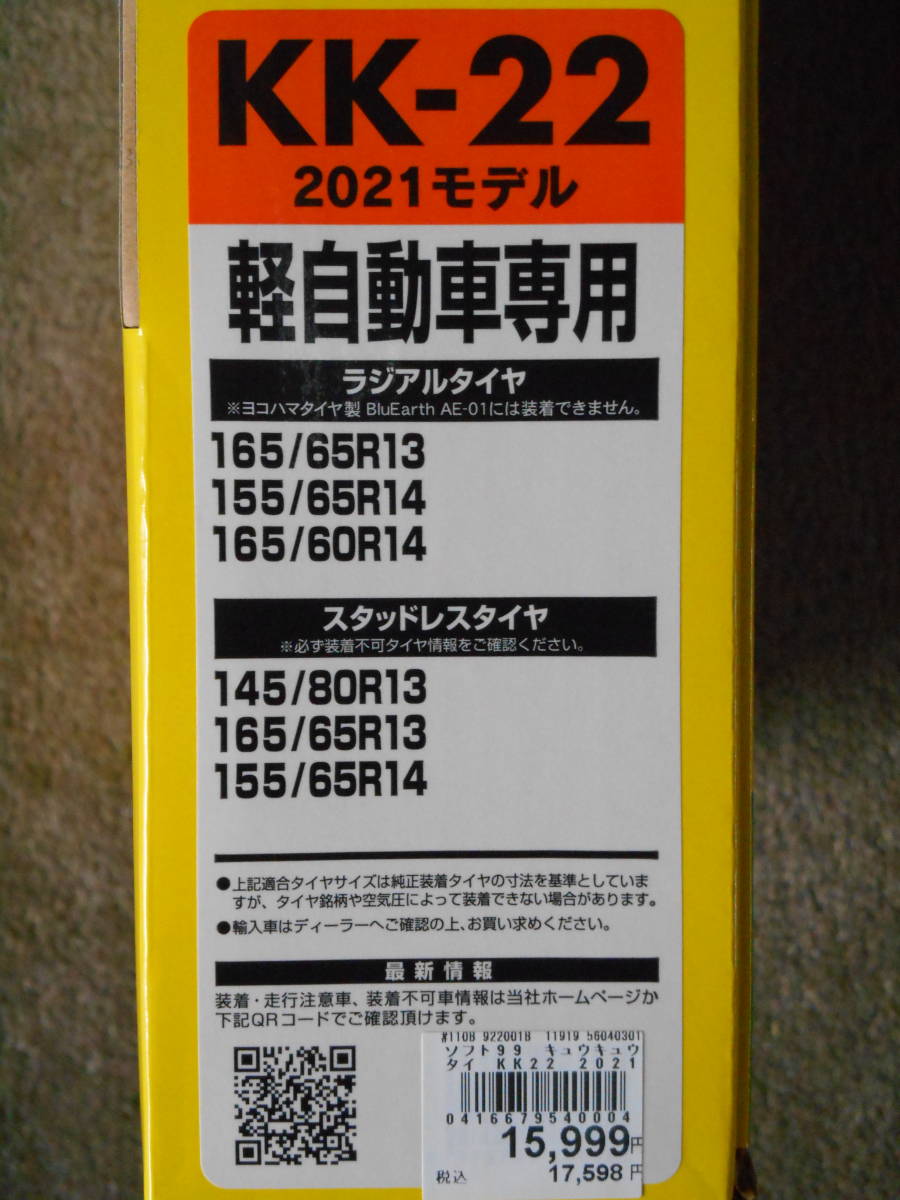 KK-22
2021モデル
軽自動車専用
ラジアルタイヤ
※ヨコハマタイヤ製 BluEarth AE-01には装着できません。
165/65R13
155/65R14
165/60R14
スタッドレスタイヤ
※必ず装着不可タイヤ情報をご確認ください。
145/80R13
165/65R13
155/65R14
●上記適合タイヤサイズは純正装着タイヤの寸法を基準としていま
すが、タイヤ銘柄や空気圧によって装着できない場合があります。
●輸入車はディーラーへご確認の上、お買い求めください。
最新情報
装着・走行注意車、装着不可車情報は当社ホームページか
下記QRコードでご確認頂けます。
#110B 922001B 11919 56040301
ソフト99 キュウキュウ
タイ KK22 2021
0416679540004
15,999円
税込 17,598円